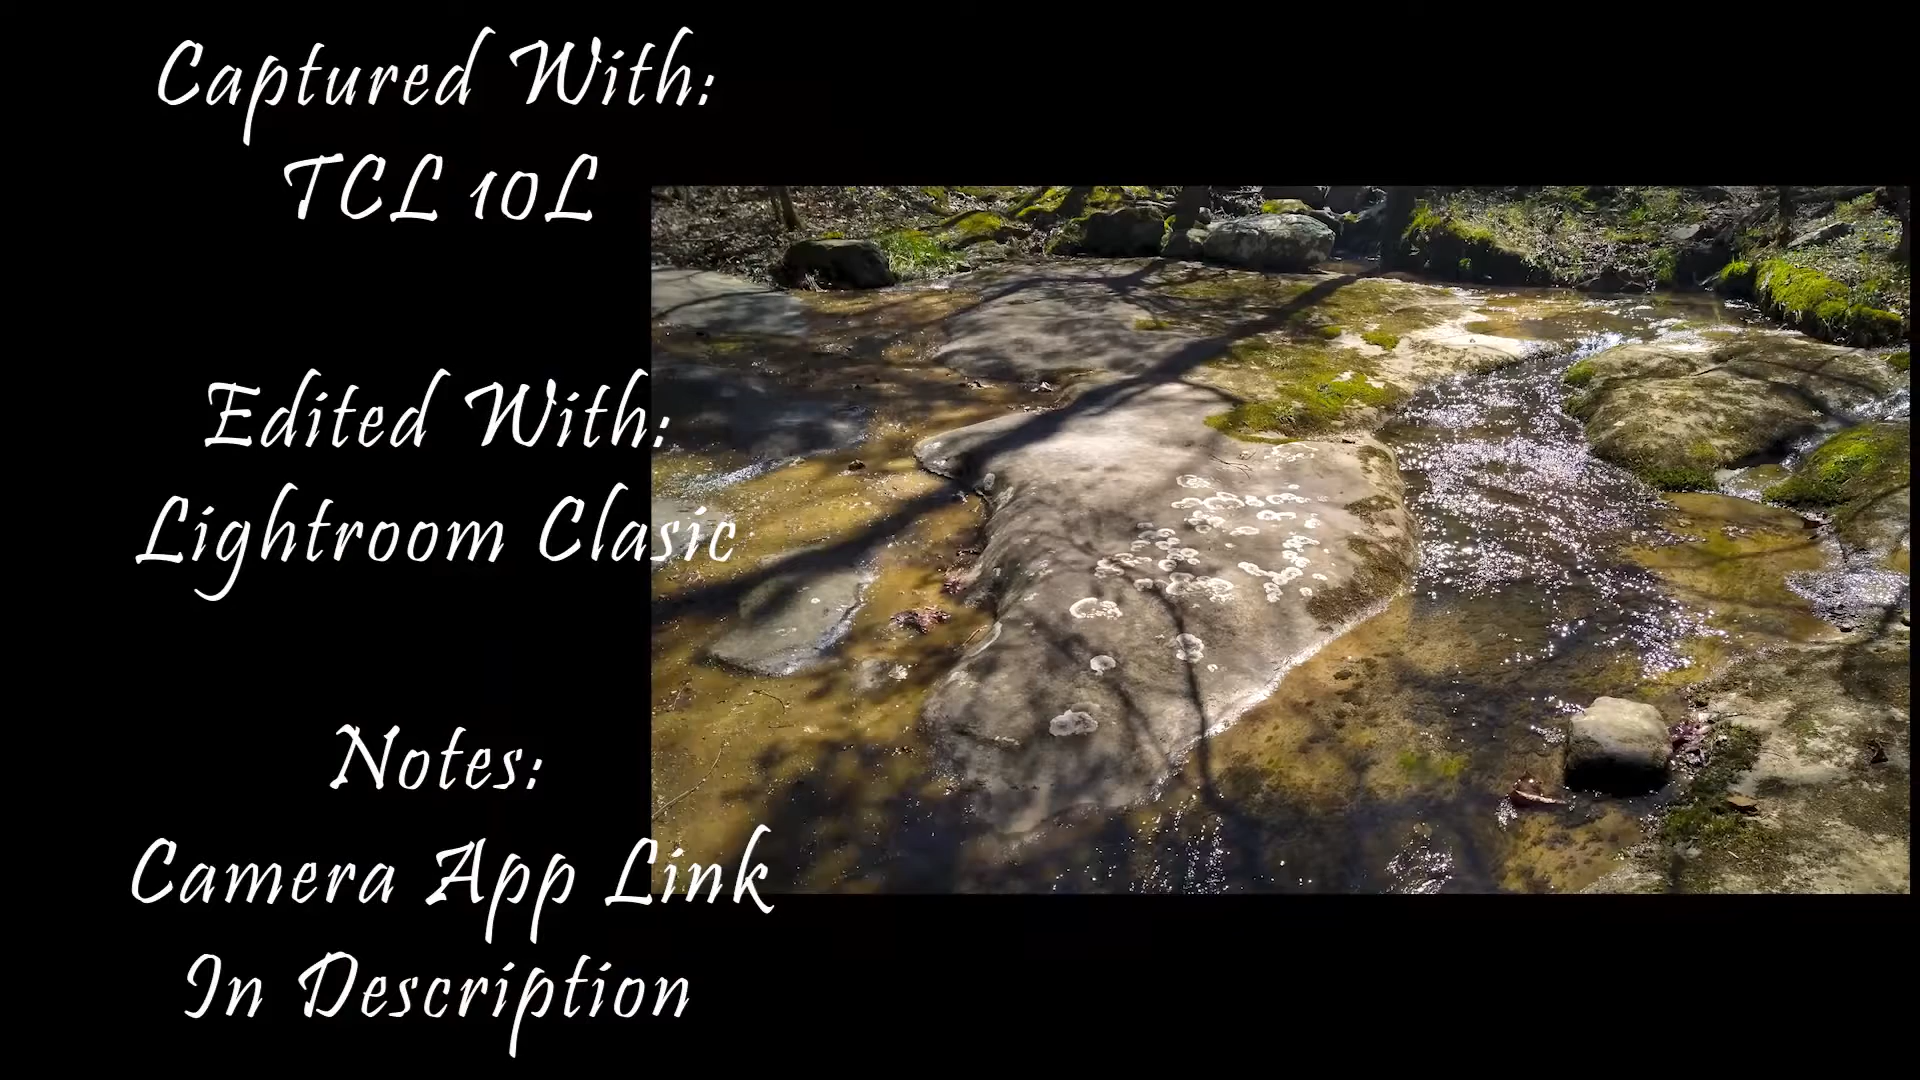 Captured With:
TCL 10L
Edited With:
Lightroom Clasic
Notes:
Camera App Link
In Description